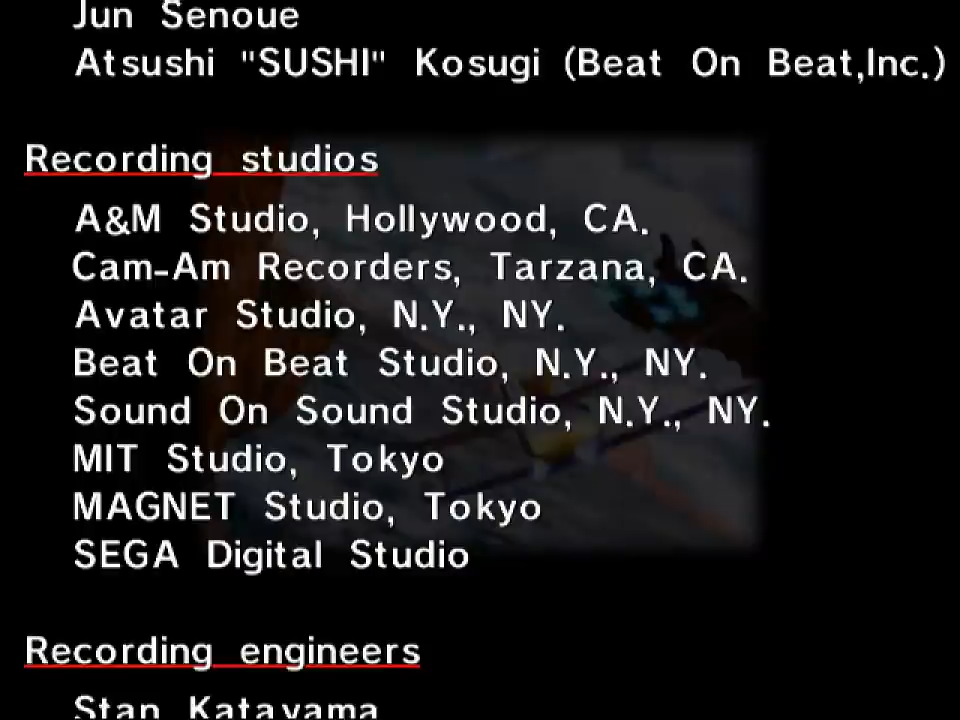 Jun Senoue
Atsushi "SUSHI" Kosugi (Beat On Beat,Inc.)
Recording studios
A&M Studio, Hollywood, CA.
Cam-Am Recorders, Tarzana, CA.
Avatar Studio, N.Y., NY.
Beat On Beat Studio, N.Y., NY.
Sound On Sound Studio, N.Y., NY.
MIT Studio, Tokyo
MAGNET Studio, Tokyo
SEGA Digital Studio
Recording engineers
Stan Katayama